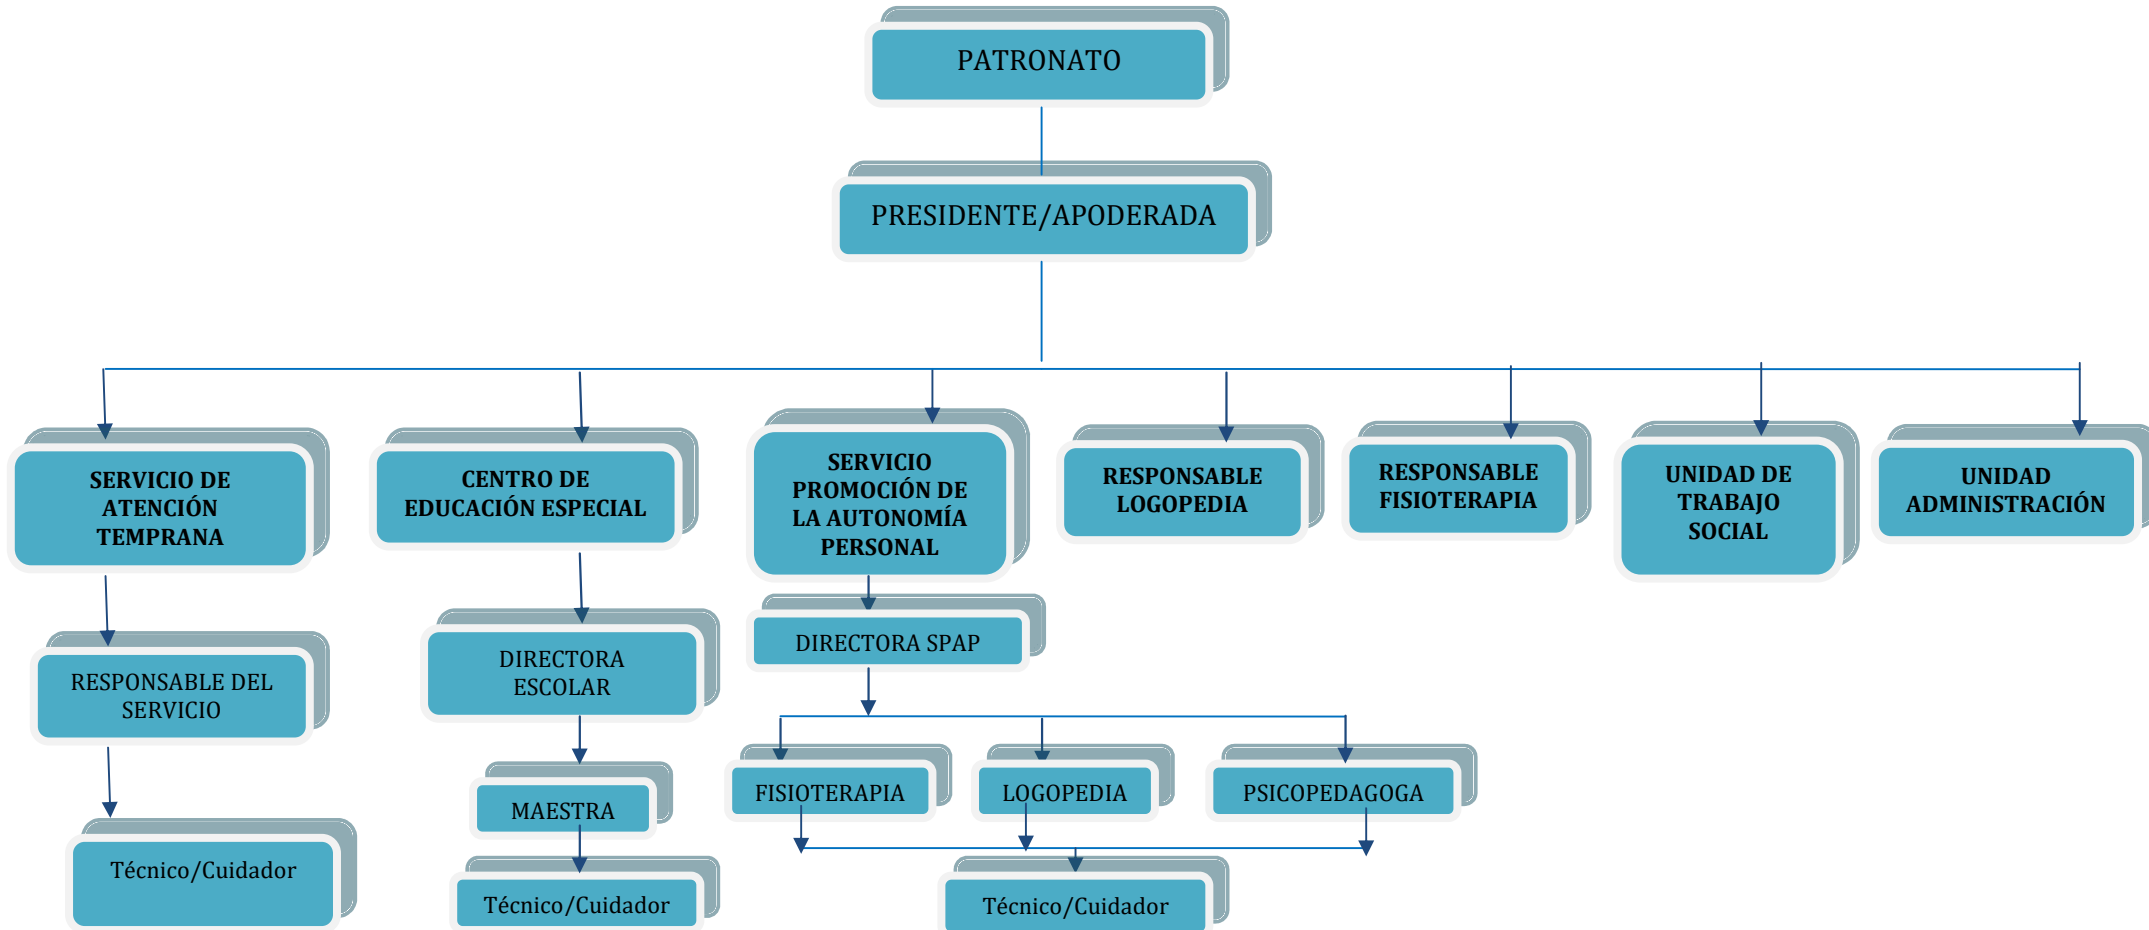 PATRONATO
PRESIDENTE/APODERADA
SERVICIO DE
ATENCIÓN
TEMPRANA
CENTRO DE
EDUCACIÓN ESPECIAL
SERVICIO
PROMOCIÓN DE
LA AUTONOMÍA
PERSONAL
RESPONSABLE
LOGOPEDIA
RESPONSABLE
FISIOTERAPIA
UNIDAD DE
TRABAJO
SOCIAL
UNIDAD
ADMINISTRACIÓN
RESPONSABLE DEL
SERVICIO
DIRECTORA
ESCOLAR
DIRECTORA SPAP
MAESTRA
FISIOTERAPIA
LOGOPEDIA
PSICOPEDAGOGA
Técnico/Cuidador
Técnico/Cuidador
Técnico/Cuidador